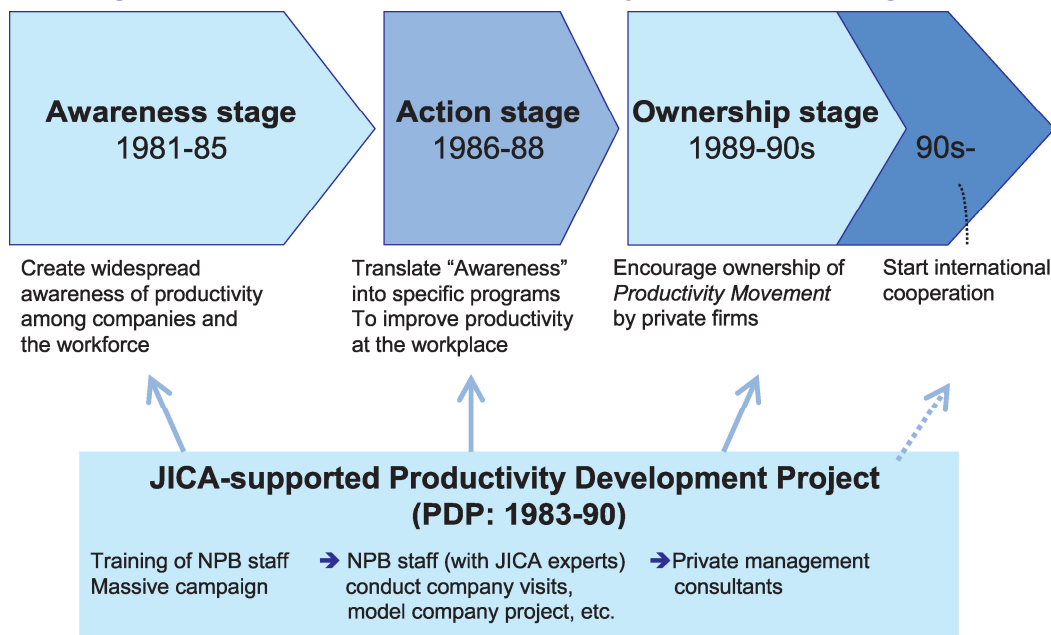 Awareness stage
1981-85
Action stage
1986-88
Ownership stage
1989-90s
90s-
Create widespread
awareness of productivity
among companies and
the workforce
Translate “Awareness”
into specific programs
To improve productivity
at the workplace
Encourage ownership of
Productivity Movement
by private firms
Start international
cooperation
JICA-supported Productivity Development Project
(PDP: 1983-90)
Training of NPB staff
Massive campaign
➔ NPB staff (with JICA experts)
conduct company visits,
model company project, etc.
➔ Private management
consultants